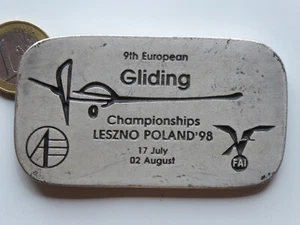 9th European
Gliding
Championships
LESZNO POLAND'98
17 July
02 August
FAI